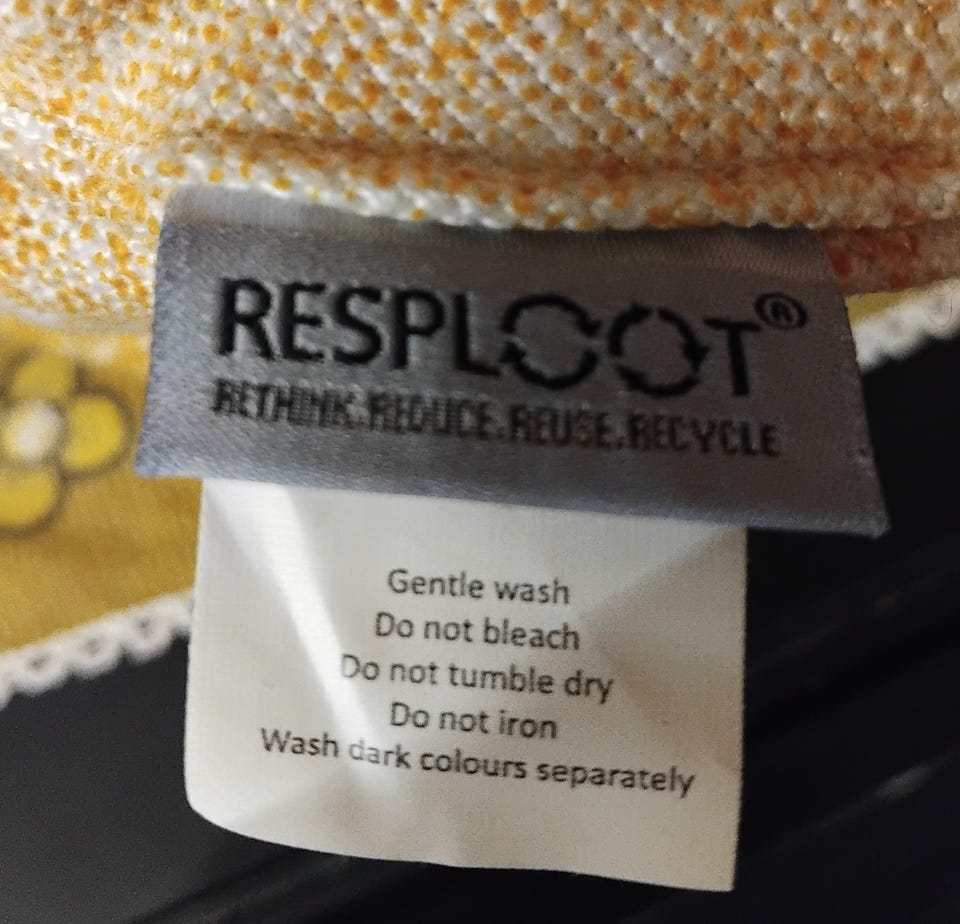 RESPLOOT®
RETHINK.REDUCE.REUSE.RECYCLE
Gentle wash
Do not bleach
Do not tumble dry
Do not iron
Wash dark colours separately